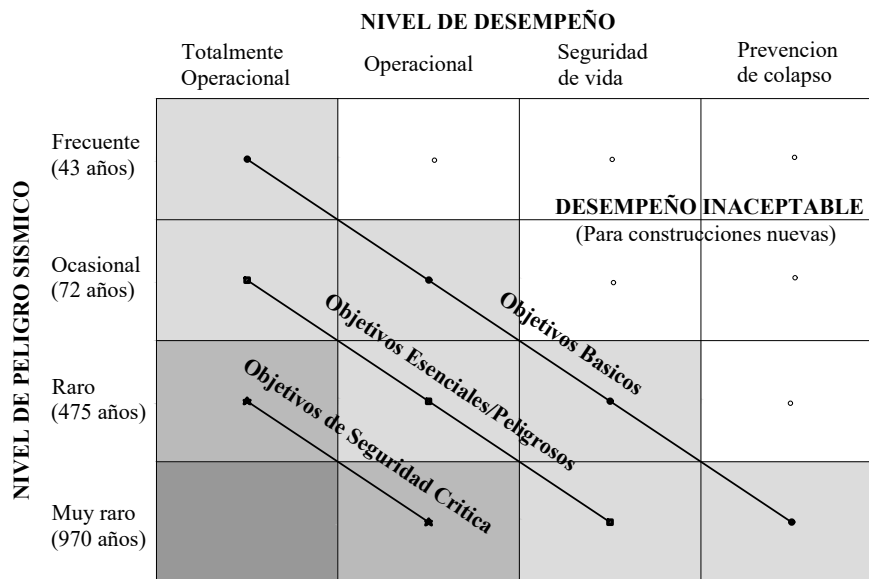 NIVEL DE DESEMPEÑO
Totalmente
Operacional
Operacional
Seguridad
de vida
Prevencion
de colapso
NIVEL DE PELIGRO SISMICO
Frecuente
(43 años)
DESEMPEÑO INACEPTABLE
(Para construcciones nuevas)
Ocasional
(72 años)
Objetivos Basicos
Objetivos Esenciales/Peligrosos
Objetivos de Seguridad Critica
Raro
(475 años)
Muy raro
(970 años)